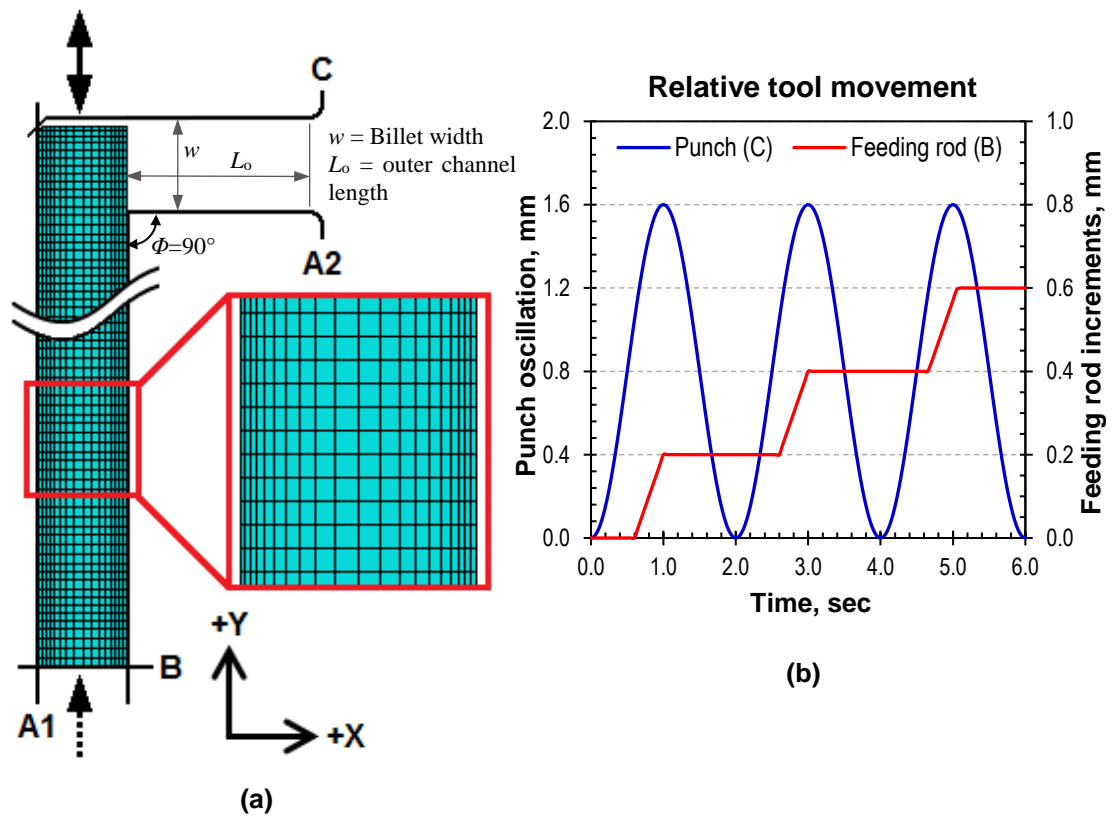 C
w
w = Billet width
Lo
Lo = outer channel
length
Φ=90°
A2
B
A1
+Y
+X
(a)
Relative tool movement
Punch (C)
Feeding rod (B)
Punch oscillation, mm
2.0
1.6
1.2
0.8
0.4
0.0
Feeding rod increments, mm
1.0
0.8
0.6
0.4
0.2
0.0
0.0 1.0 2.0 3.0 4.0 5.0 6.0
Time, sec
(b)